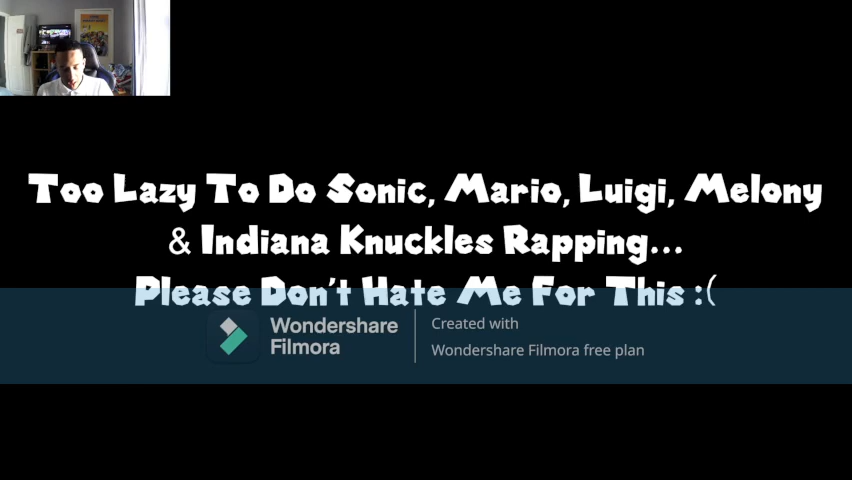 Too Lazy To Do Sonic, Mario, Luigi, Melony
& Indiana Knuckles Rapping...
Please Don't Hate Me For This :(
Wondershare
Filmora
Created with
Wondershare Filmora free plan